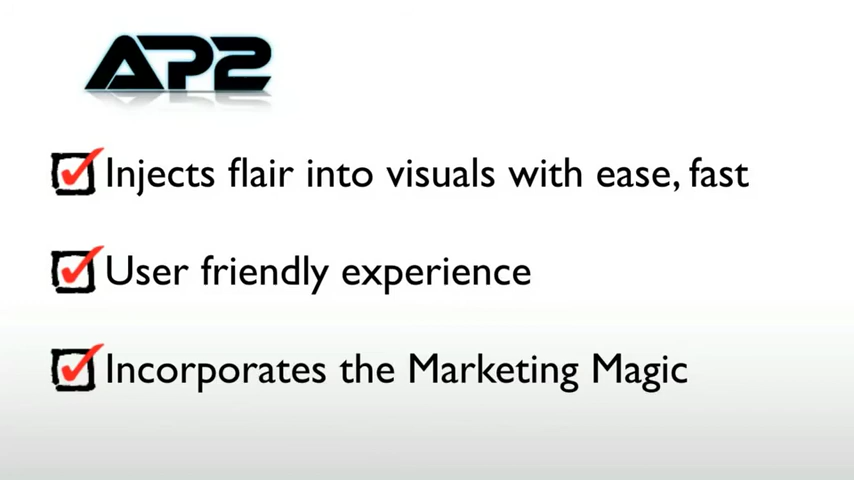 AP2
Injects flair into visuals with ease, fast
User friendly experience
Incorporates the Marketing Magic